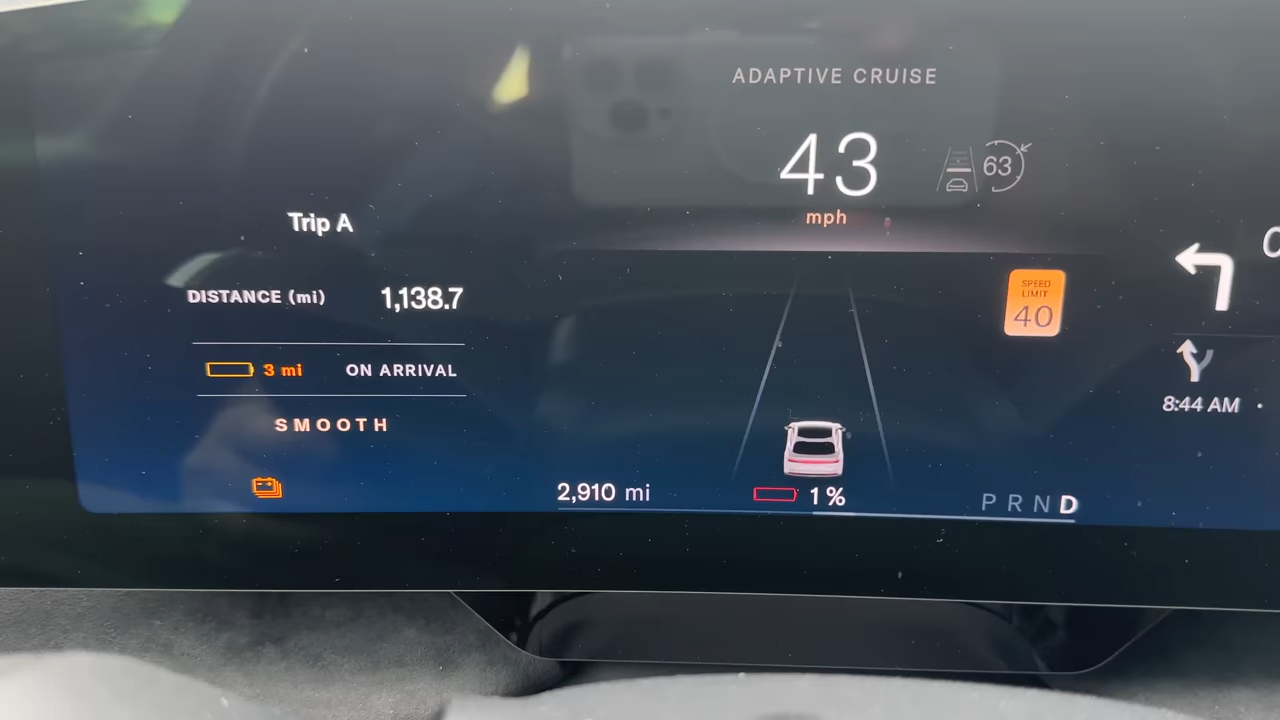 ADAPTIVE CRUISE
43
mph
63
Trip A
DISTANCE (mi) 1,138.7
3 mi ON ARRIVAL
SMOOTH
SPEED
LIMIT
40
8:44 AM •
2,910 mi
1%
P R N D